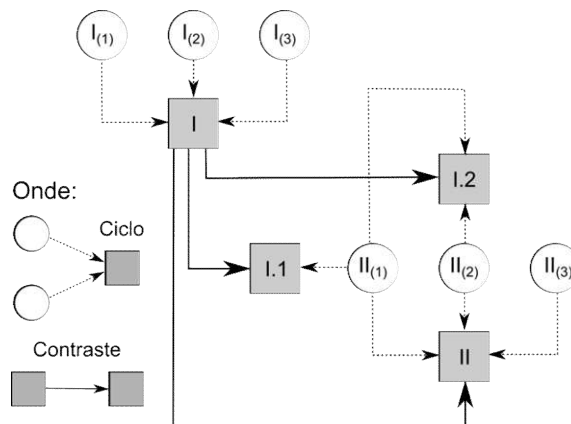 I(1)
I(2)
I(3)
I
I.2
Onde:
Ciclo
I.1
II(1)
II(2)
II(3)
Contraste
II